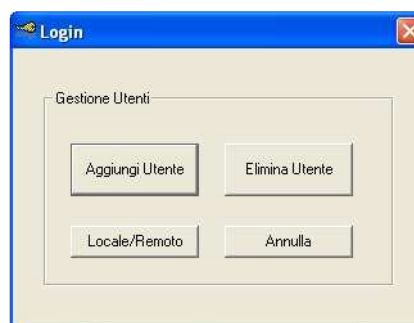 Login
Gestione Utenti
Aggiungi Utente Elimina Utente
Locale/Remoto Annulla